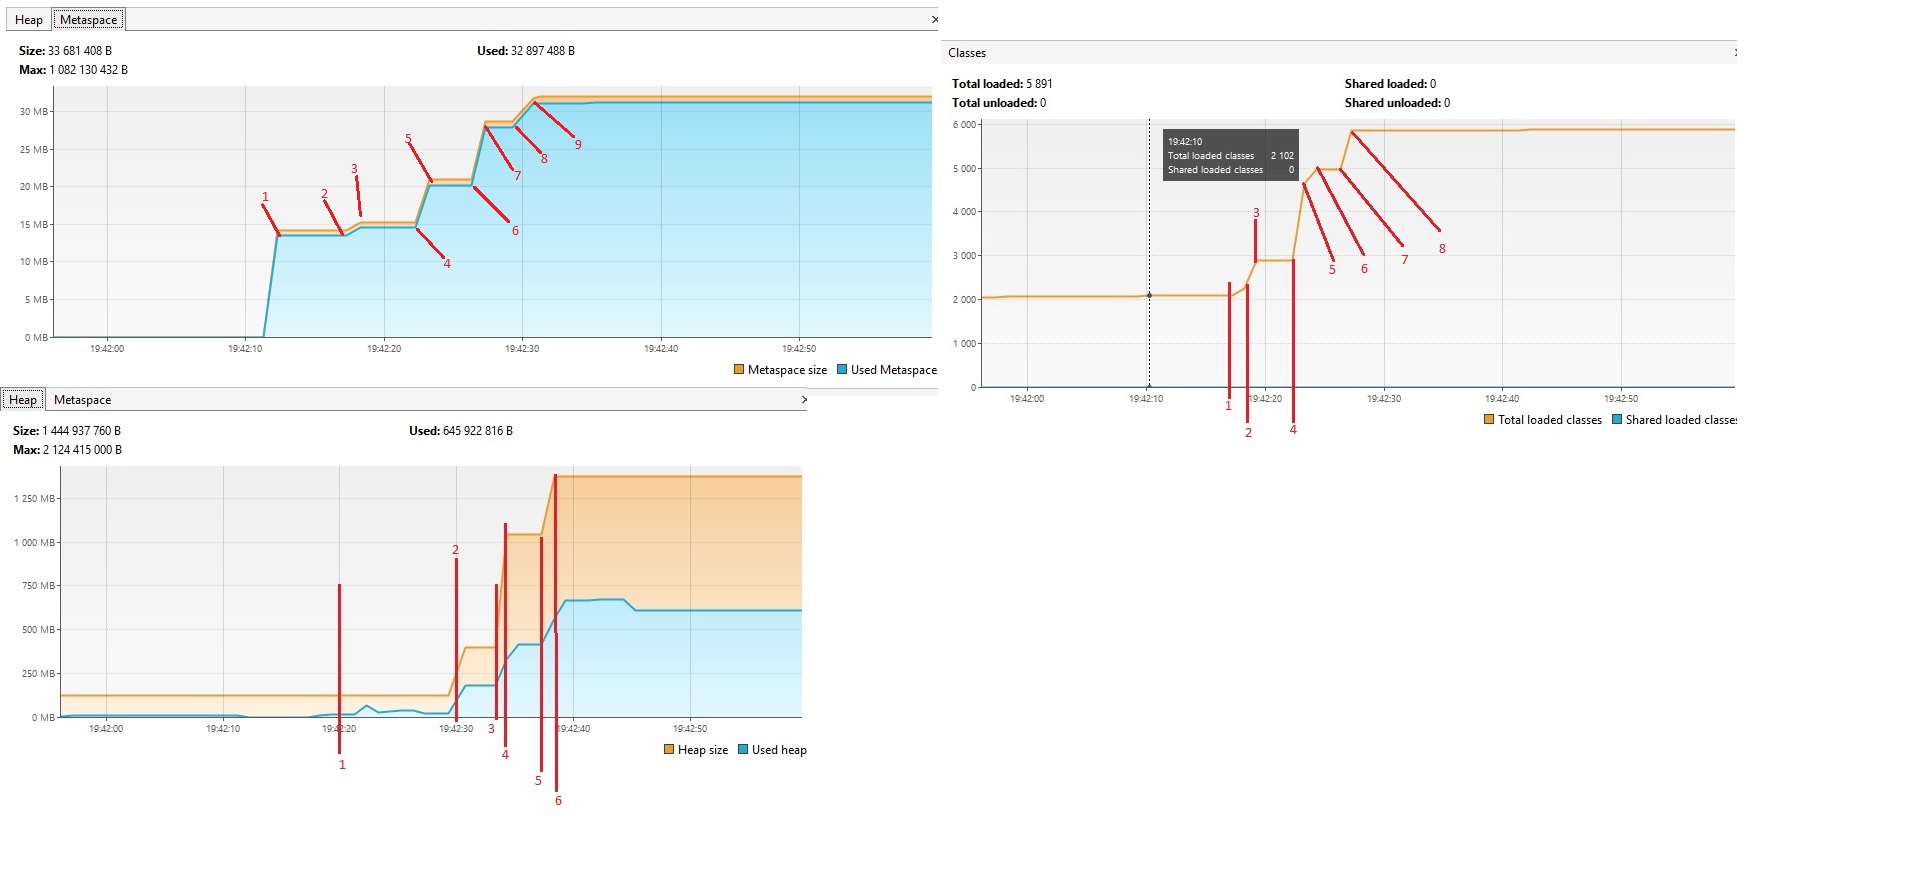 Heap Metaspace ×
Size: 33 681 408 B Used: 32 897 488 B
Max: 1 082 130 432 B
30 MB
25 MB
20 MB
15 MB
10 MB
5 MB
0 MB
1 2 3 5 4 7 8 9 6
19:42:00 19:42:10 19:42:20 19:42:30 19:42:40 19:42:50
Metaspace size Used Metaspace
Classes
Total loaded: 5 891 Shared loaded: 0
Total unloaded: 0 Shared unloaded: 0
6 000
5 000
4 000
3 000
2 000
1 000
0
19:42:10
Total loaded classes 2 102
Shared loaded classes 0
3
5 6 7 8
19:42:00 19:42:10 19:42:20 19:42:30 19:42:40 19:42:50
1 2 4
Total loaded classes Shared loaded classes
Heap Metaspace ×
Size: 1 444 937 760 B Used: 645 922 816 B
Max: 2 124 415 000 B
1 250 MB
1 000 MB
750 MB
500 MB
250 MB
0 MB
2
19:42:00 19:42:10 19:42:20 19:42:30 19:42:40 19:42:50
1 3 4 5 6
Heap size Used heap